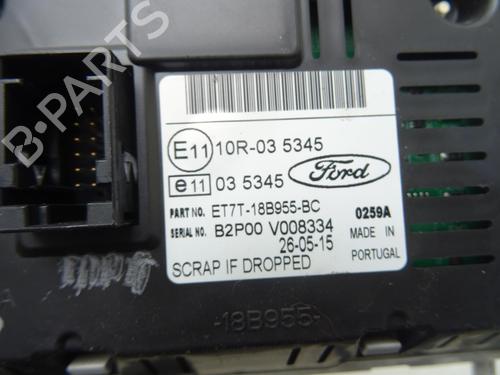 B-PARTS
E11 10R-03 5345
e11 03 5345 Ford
PART NO. ET7T-18B955-BC 0259A
SERIAL NO. B2P00 V008334 MADE IN
26-05-15 PORTUGAL
SCRAP IF DROPPED
-18B955-